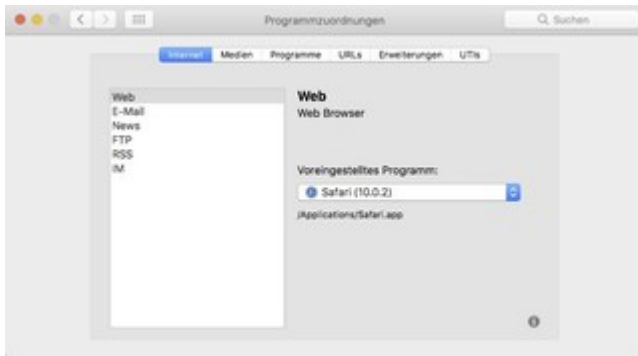 Programmzuordnungen
Suchen
Internet Medien Programme URLs Erweiterungen UTIs
Web
E-Mail
News
FTP
RSS
IM
Web
Web Browser
Voreingestelltes Programm:
Safari (10.0.2)
/Applications/Safari.app